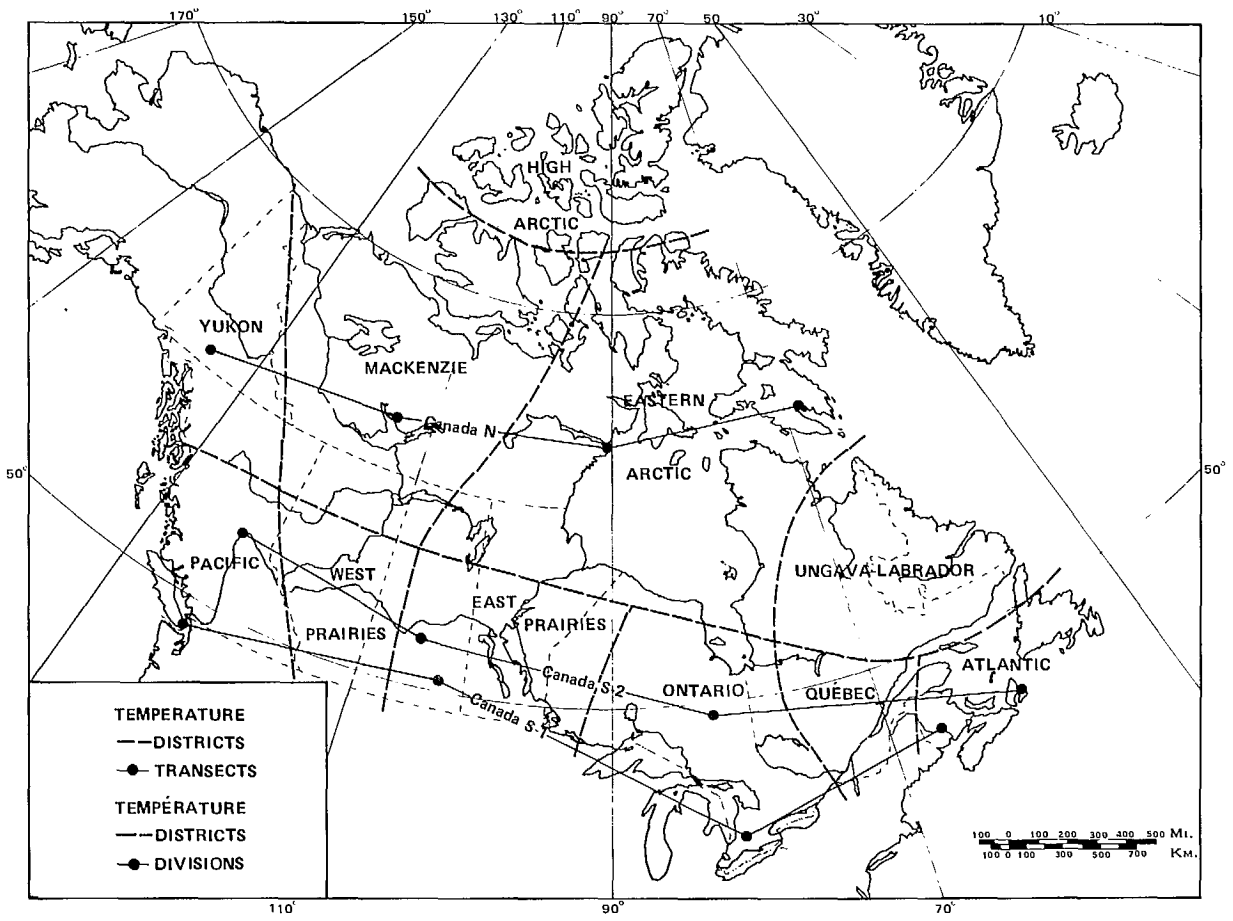 170° 150° 130° 110° 90° 70° 50° 30° 10°
HIGH
ARCTIC
YUKON
MACKENZIE
EASTERN
Canada N
ARCTIC
50° 50°
PACIFIC
WEST
UNGAVA-LABRADOR
EAST
PRAIRIES PRAIRIES
ATLANTIC
Canada S-2
ONTARIO
QUÉBEC
Canada S-1
TEMPERATURE
DISTRICTS
TRANSECTS
TEMPÉRATURE
DISTRICTS
DIVISIONS
100 0 100 200 300 400 500 MI.
100 0 100 300 500 700 KM.
110° 90° 70°